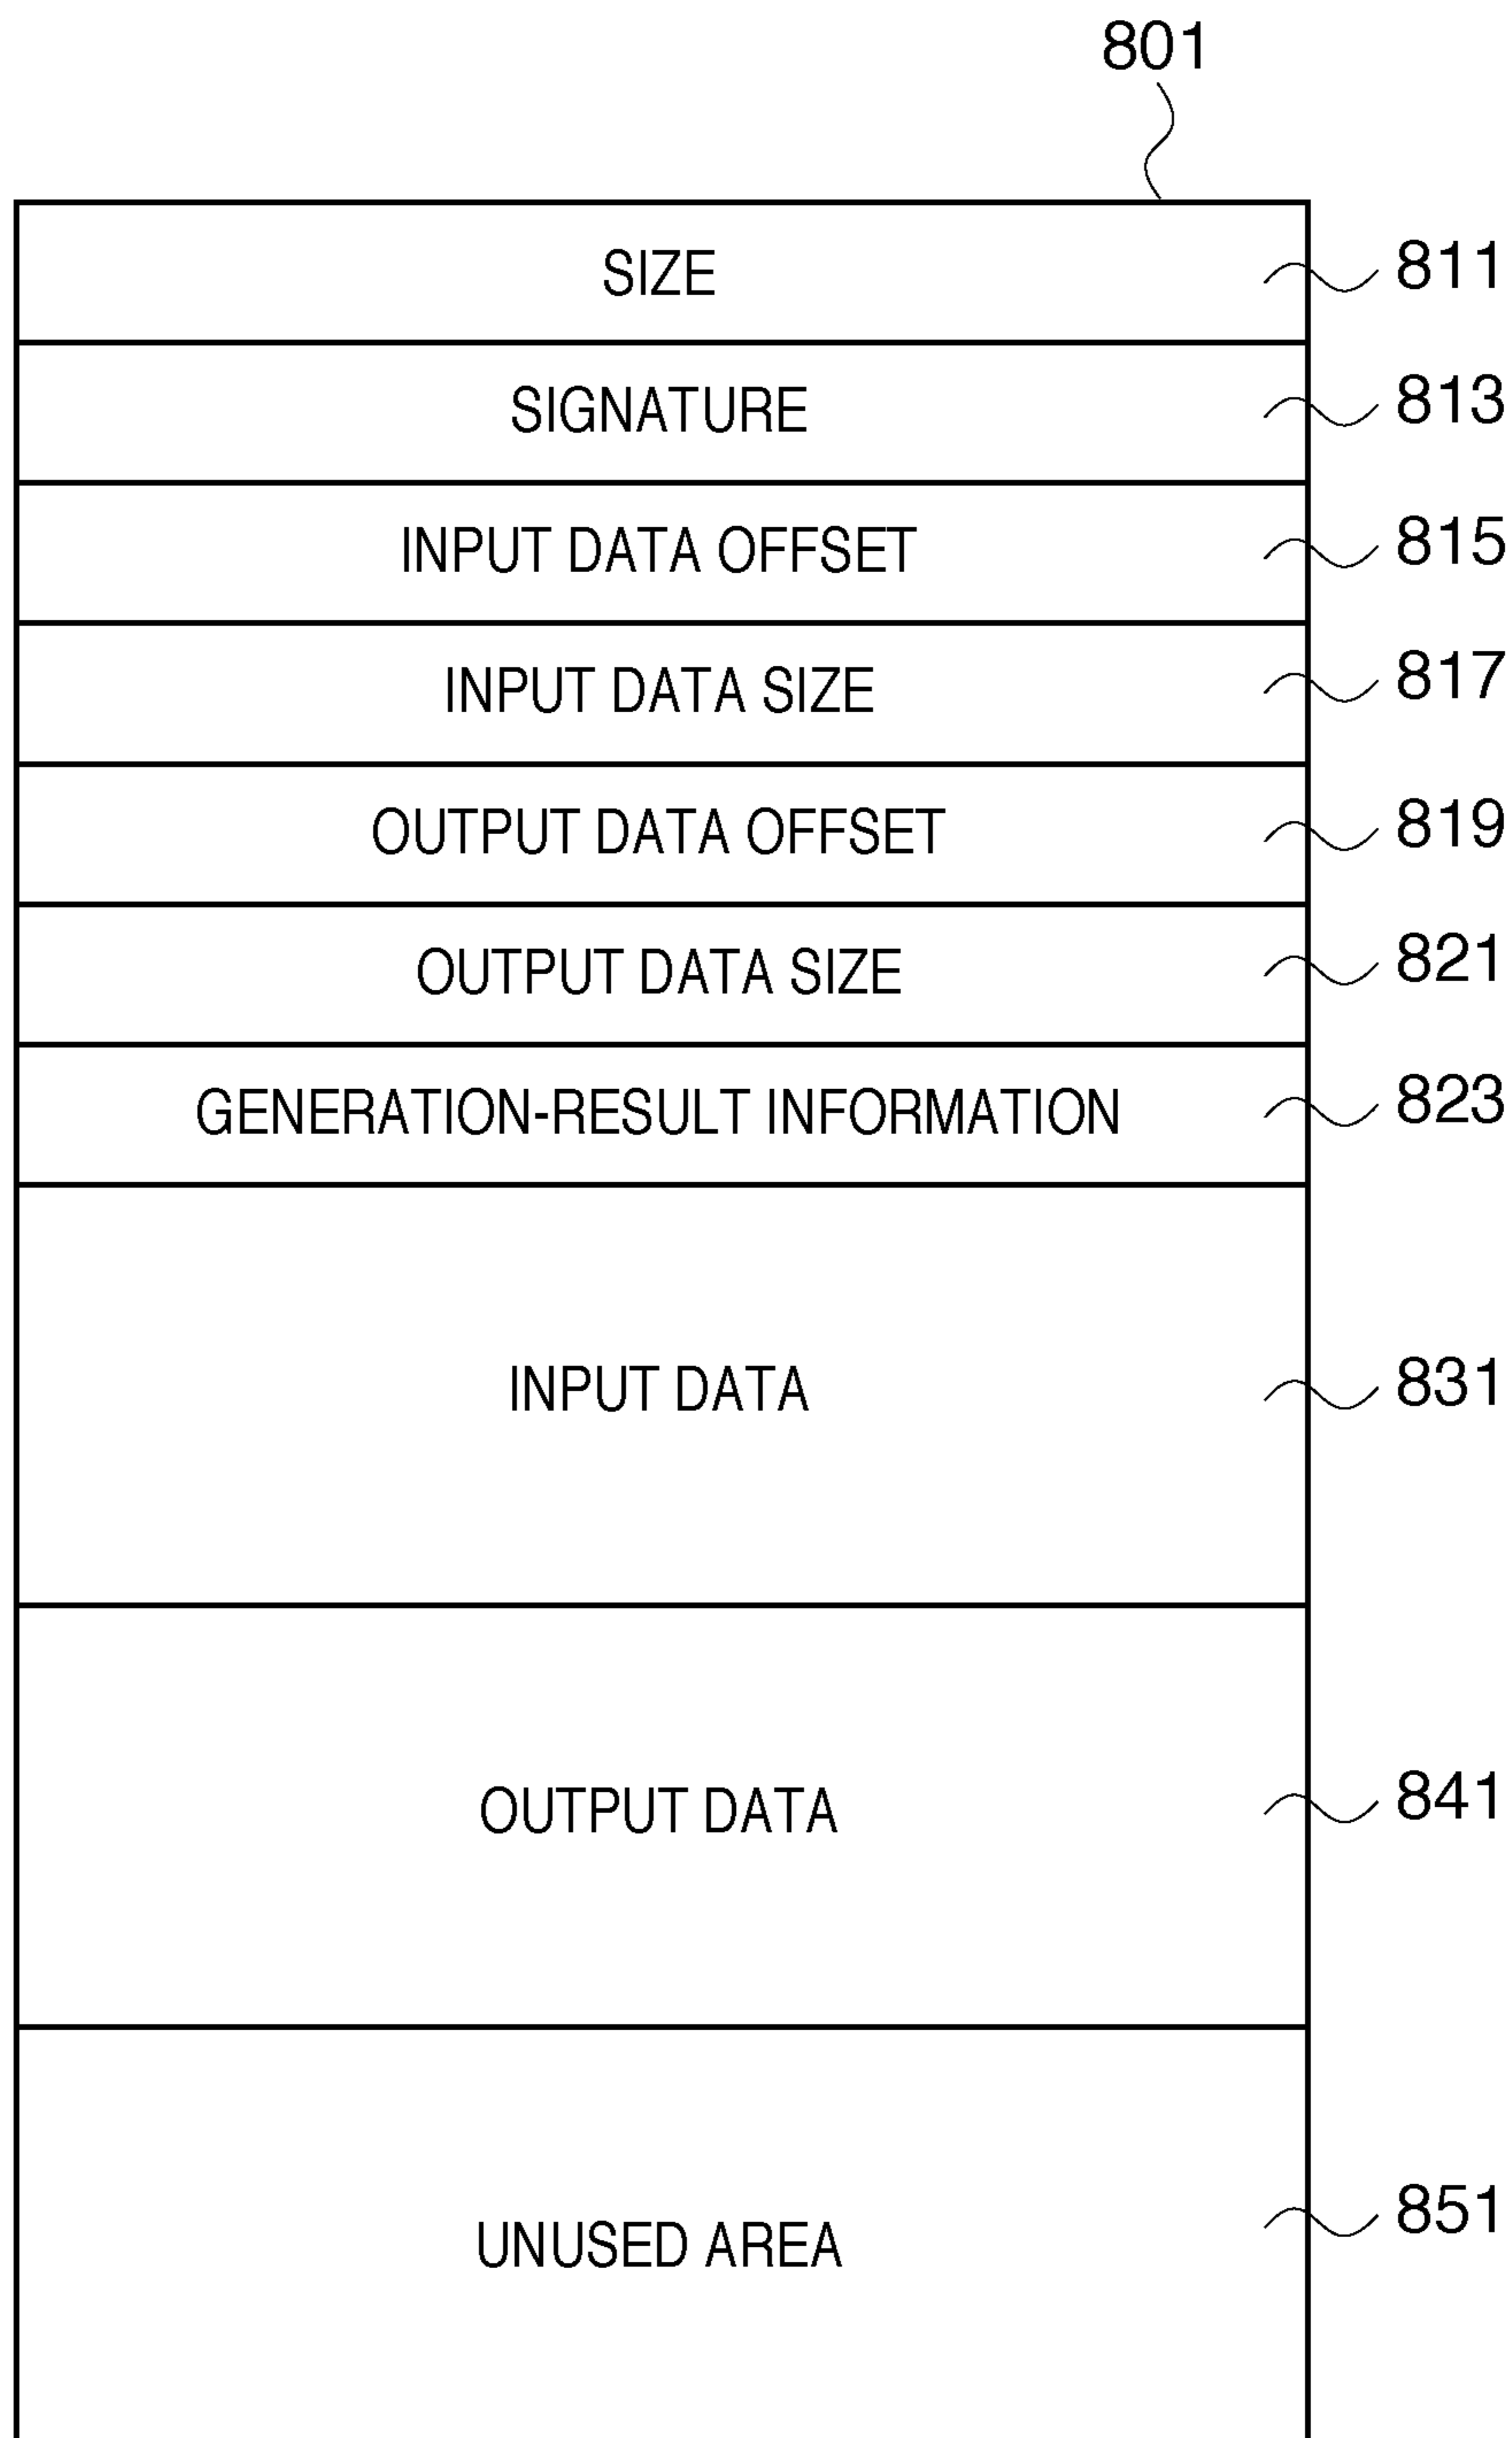 801
SIZE 811
SIGNATURE 813
INPUT DATA OFFSET 815
INPUT DATA SIZE 817
OUTPUT DATA OFFSET 819
OUTPUT DATA SIZE 821
GENERATION-RESULT INFORMATION 823
INPUT DATA 831
OUTPUT DATA 841
UNUSED AREA 851